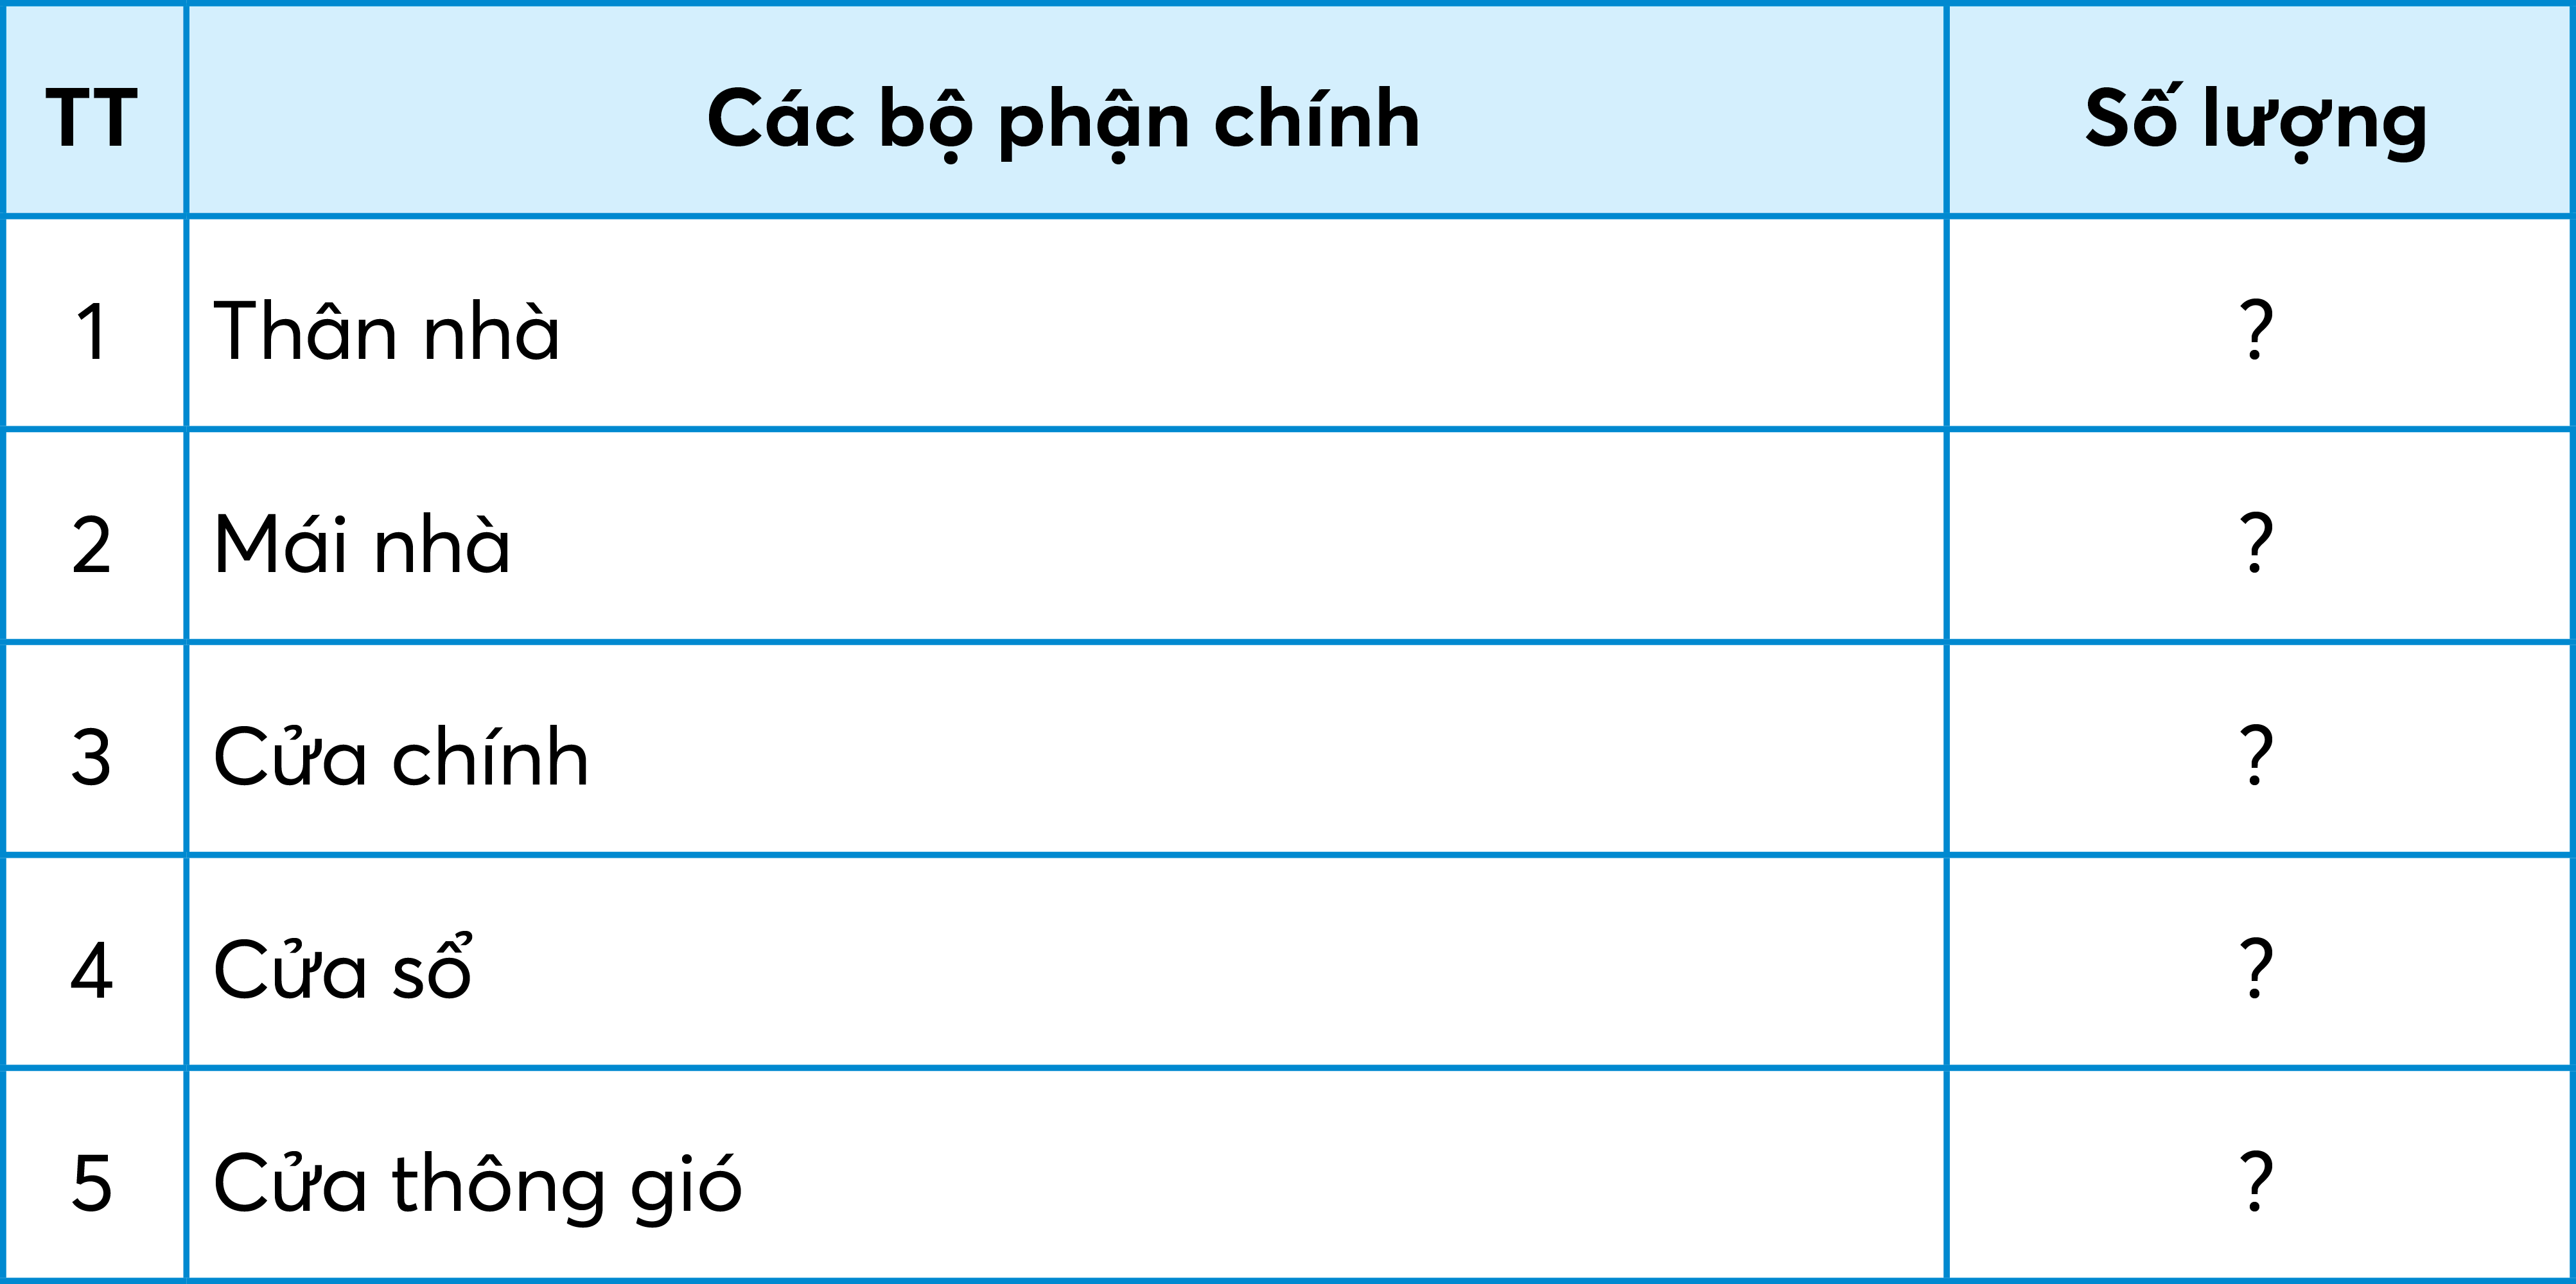 TT Các bộ phận chính Số lượng
1 Thân nhà ?
2 Mái nhà ?
3 Cửa chính ?
4 Cửa sổ ?
5 Cửa thông gió ?